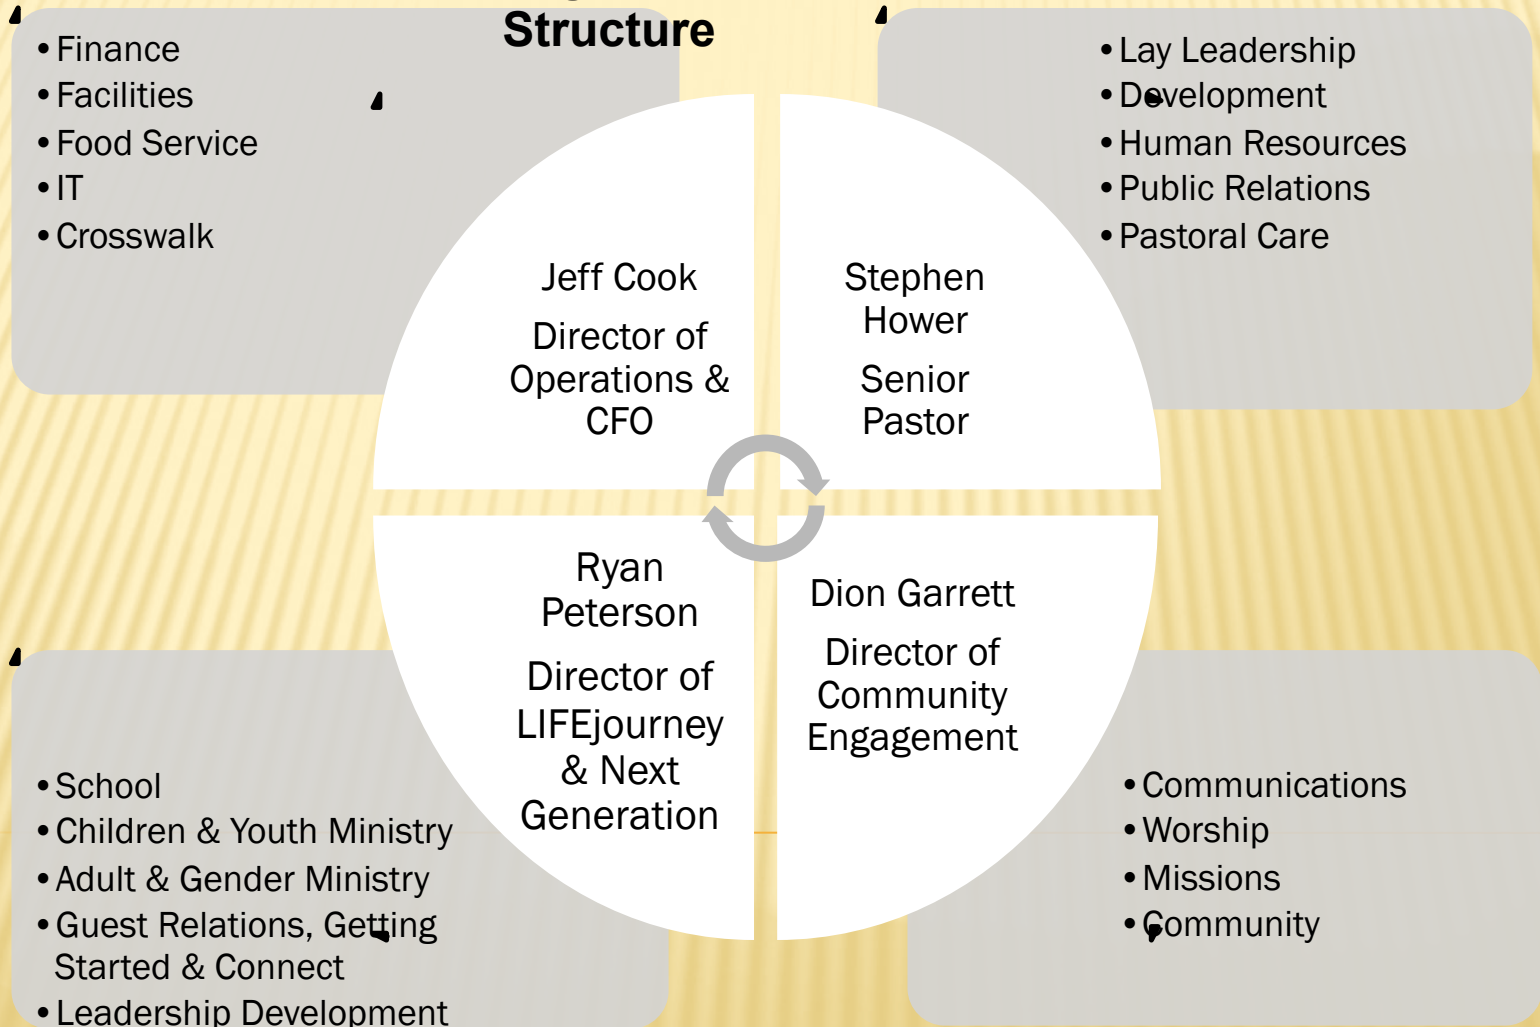 Structure
•Finance
•Facilities
•Food Service
•IT
•Crosswalk
•Lay Leadership
•Development
•Human Resources
•Public Relations
•Pastoral Care
Jeff Cook
Director of
Operations &
CFO
Stephen
Hower
Senior
Pastor
Ryan
Peterson
Director of
LIFEjourney
& Next
Generation
Dion Garrett
Director of
Community
Engagement
•School
•Children & Youth Ministry
•Adult & Gender Ministry
•Guest Relations, Getting
Started & Connect
•Leadership Development
•Communications
•Worship
•Missions
•Community